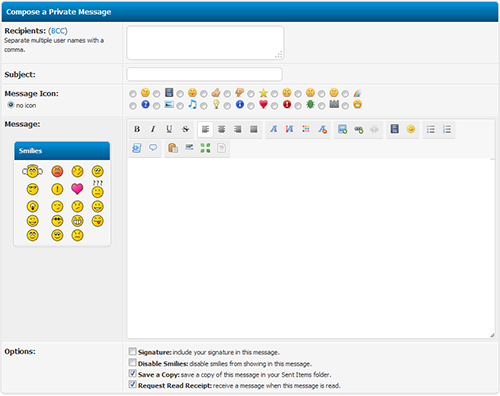 Compose a Private Message
Recipients: (BCC)
Separate multiple user names with a
comma.
Subject:
Message Icon:
no icon
Message:
B I U S
Smilies
???
Options:
Signature: include your signature in this message.
Disable Smilies: disable smilies from showing in this message.
Save a Copy: save a copy of this message in your Sent Items folder.
Request Read Receipt: receive a message when this message is read.